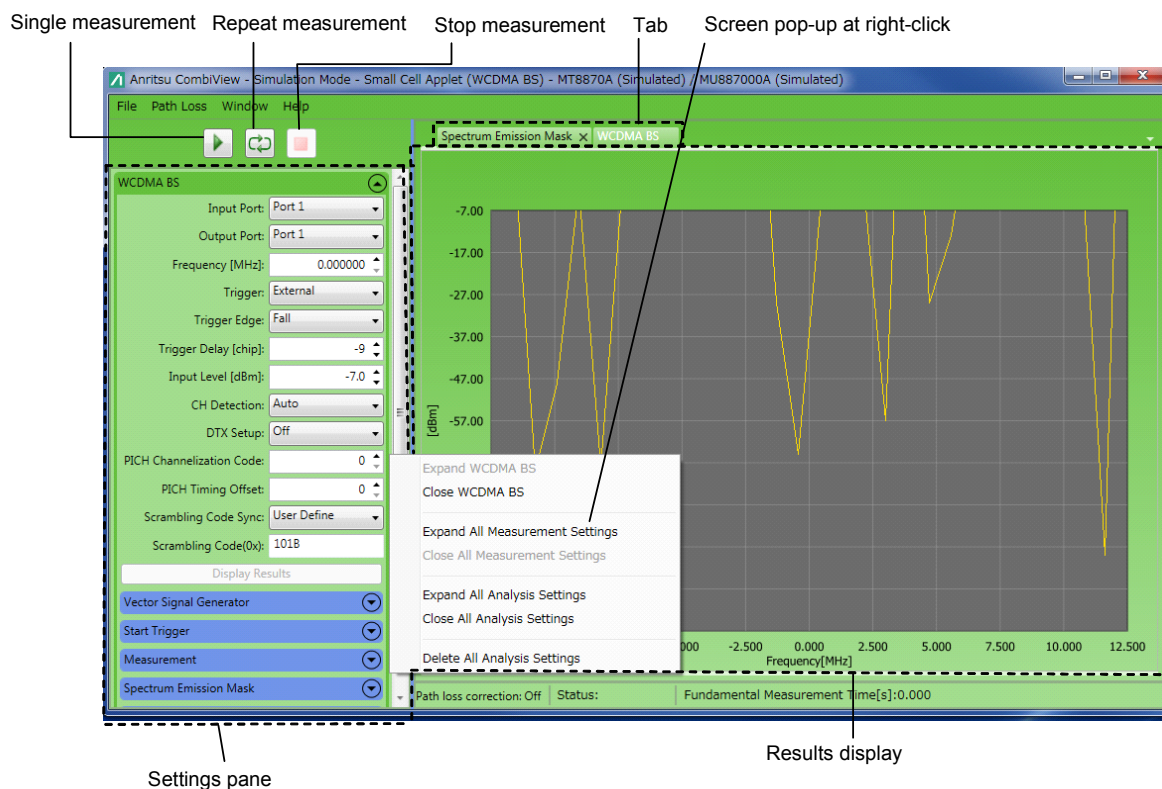 Single measurement
Repeat measurement
Stop measurement
Tab
Screen pop-up at right-click
Anritsu CombiView - Simulation Mode - Small Cell Applet (WCDMA BS) - MT8870A (Simulated) / MU887000A (Simulated)
File Path Loss Window Help
Spectrum Emission Mask WCDMA BS
WCDMA BS
Input Port: Port 1
Output Port: Port 1
Frequency [MHz]: 0.000000
Trigger: External
Trigger Edge: Fall
Trigger Delay [chip]: -9
Input Level [dBm]: -7.0
CH Detection: Auto
DTX Setup: Off
PICH Channelization Code: 0
PICH Timing Offset: 0
Scrambling Code Sync: User Define
Scrambling Code(0x): 101B
Display Results
Vector Signal Generator
Start Trigger
Measurement
Spectrum Emission Mask
Expand WCDMA BS
Close WCDMA BS
Expand All Measurement Settings
Close All Measurement Settings
Expand All Analysis Settings
Close All Analysis Settings
Delete All Analysis Settings
-7.00
-17.00
-27.00
-37.00
-47.00
-57.00
[dBm]
-2.500 0.000 2.500 5.000 7.500 10.000 12.500
Frequency[MHz]
Path loss correction: Off Status: Fundamental Measurement Time[s]:0.000
Results display
Settings pane